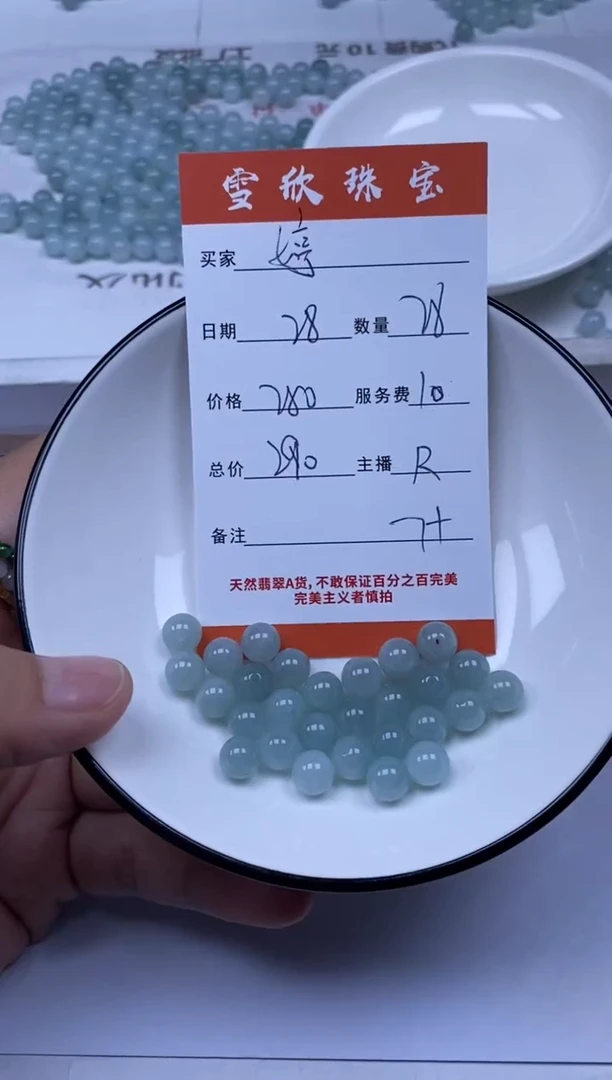 雪欣珠宝
买家 婷
日期 28 数量 28
价格 280 服务费 10
总价 290 主播 R
备注 7+
天然翡翠A货,不敢保证百分之百完美
完美主义者慎拍